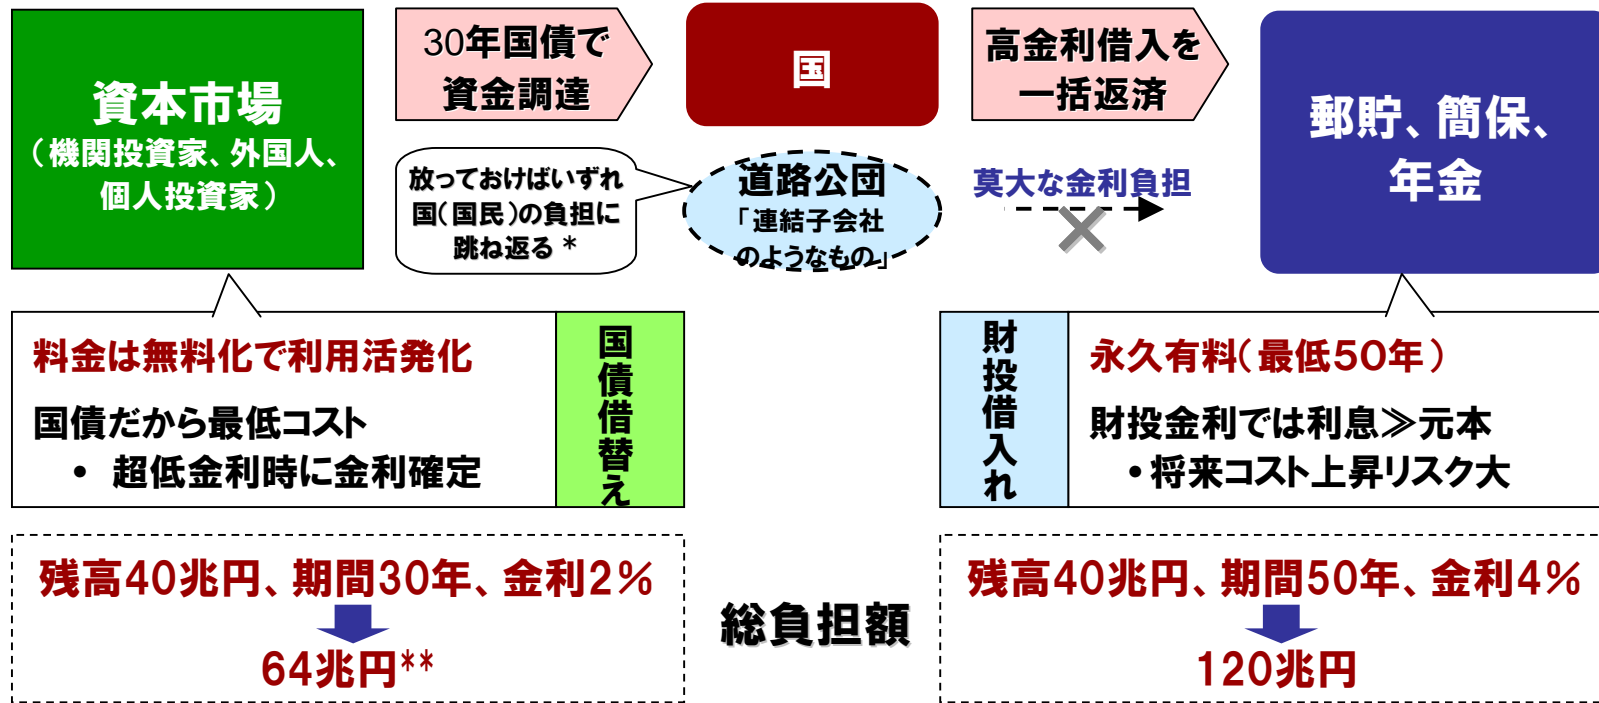 資本市場
（機関投資家、外国人、
個人投資家）
30年国債で
資金調達
国
高金利借入を
一括返済
郵貯、簡保、
年金
放っておけばいずれ
国（国民）の負担に
跳ね返る *
道路公団
「連結子会社
のようなもの」
莫大な金利負担
料金は無料化で利用活発化
国債だから最低コスト
• 超低金利時に金利確定
国債借替え
財投借入れ
永久有料（最低50年）
財投金利では利息≫元本
•将来コスト上昇リスク大
残高40兆円、期間30年、金利2%
64兆円**
総負担額
残高40兆円、期間50年、金利4%
120兆円